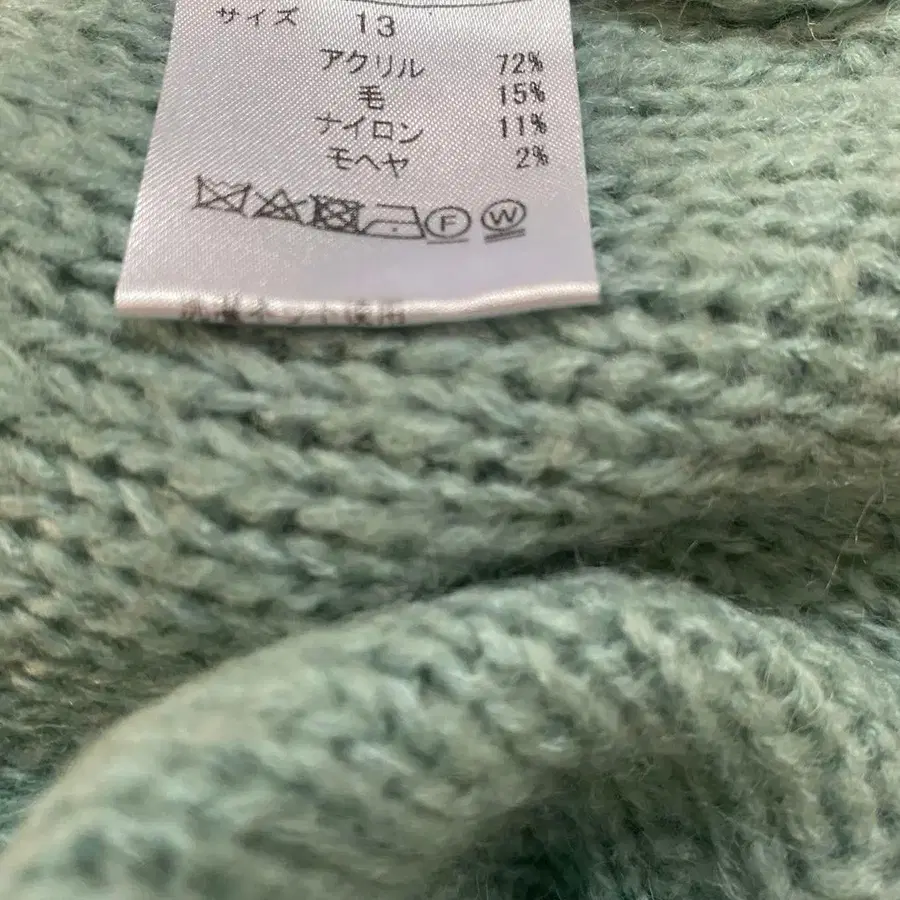 サイズ 13
アクリル 72%
毛 15%
ナイロン 11%
モヘヤ 2%
F W